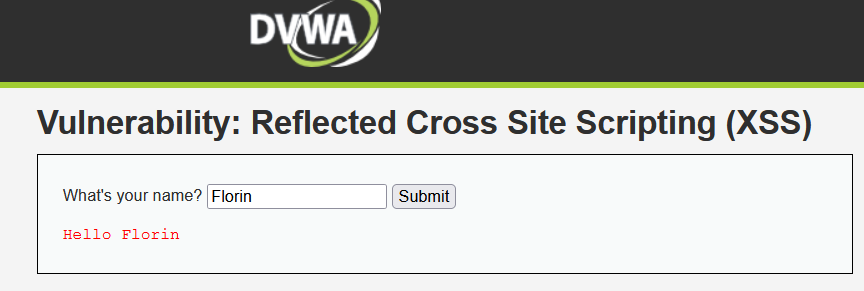 DVWA
Vulnerability: Reflected Cross Site Scripting (XSS)
What's your name? Florin Submit
Hello Florin